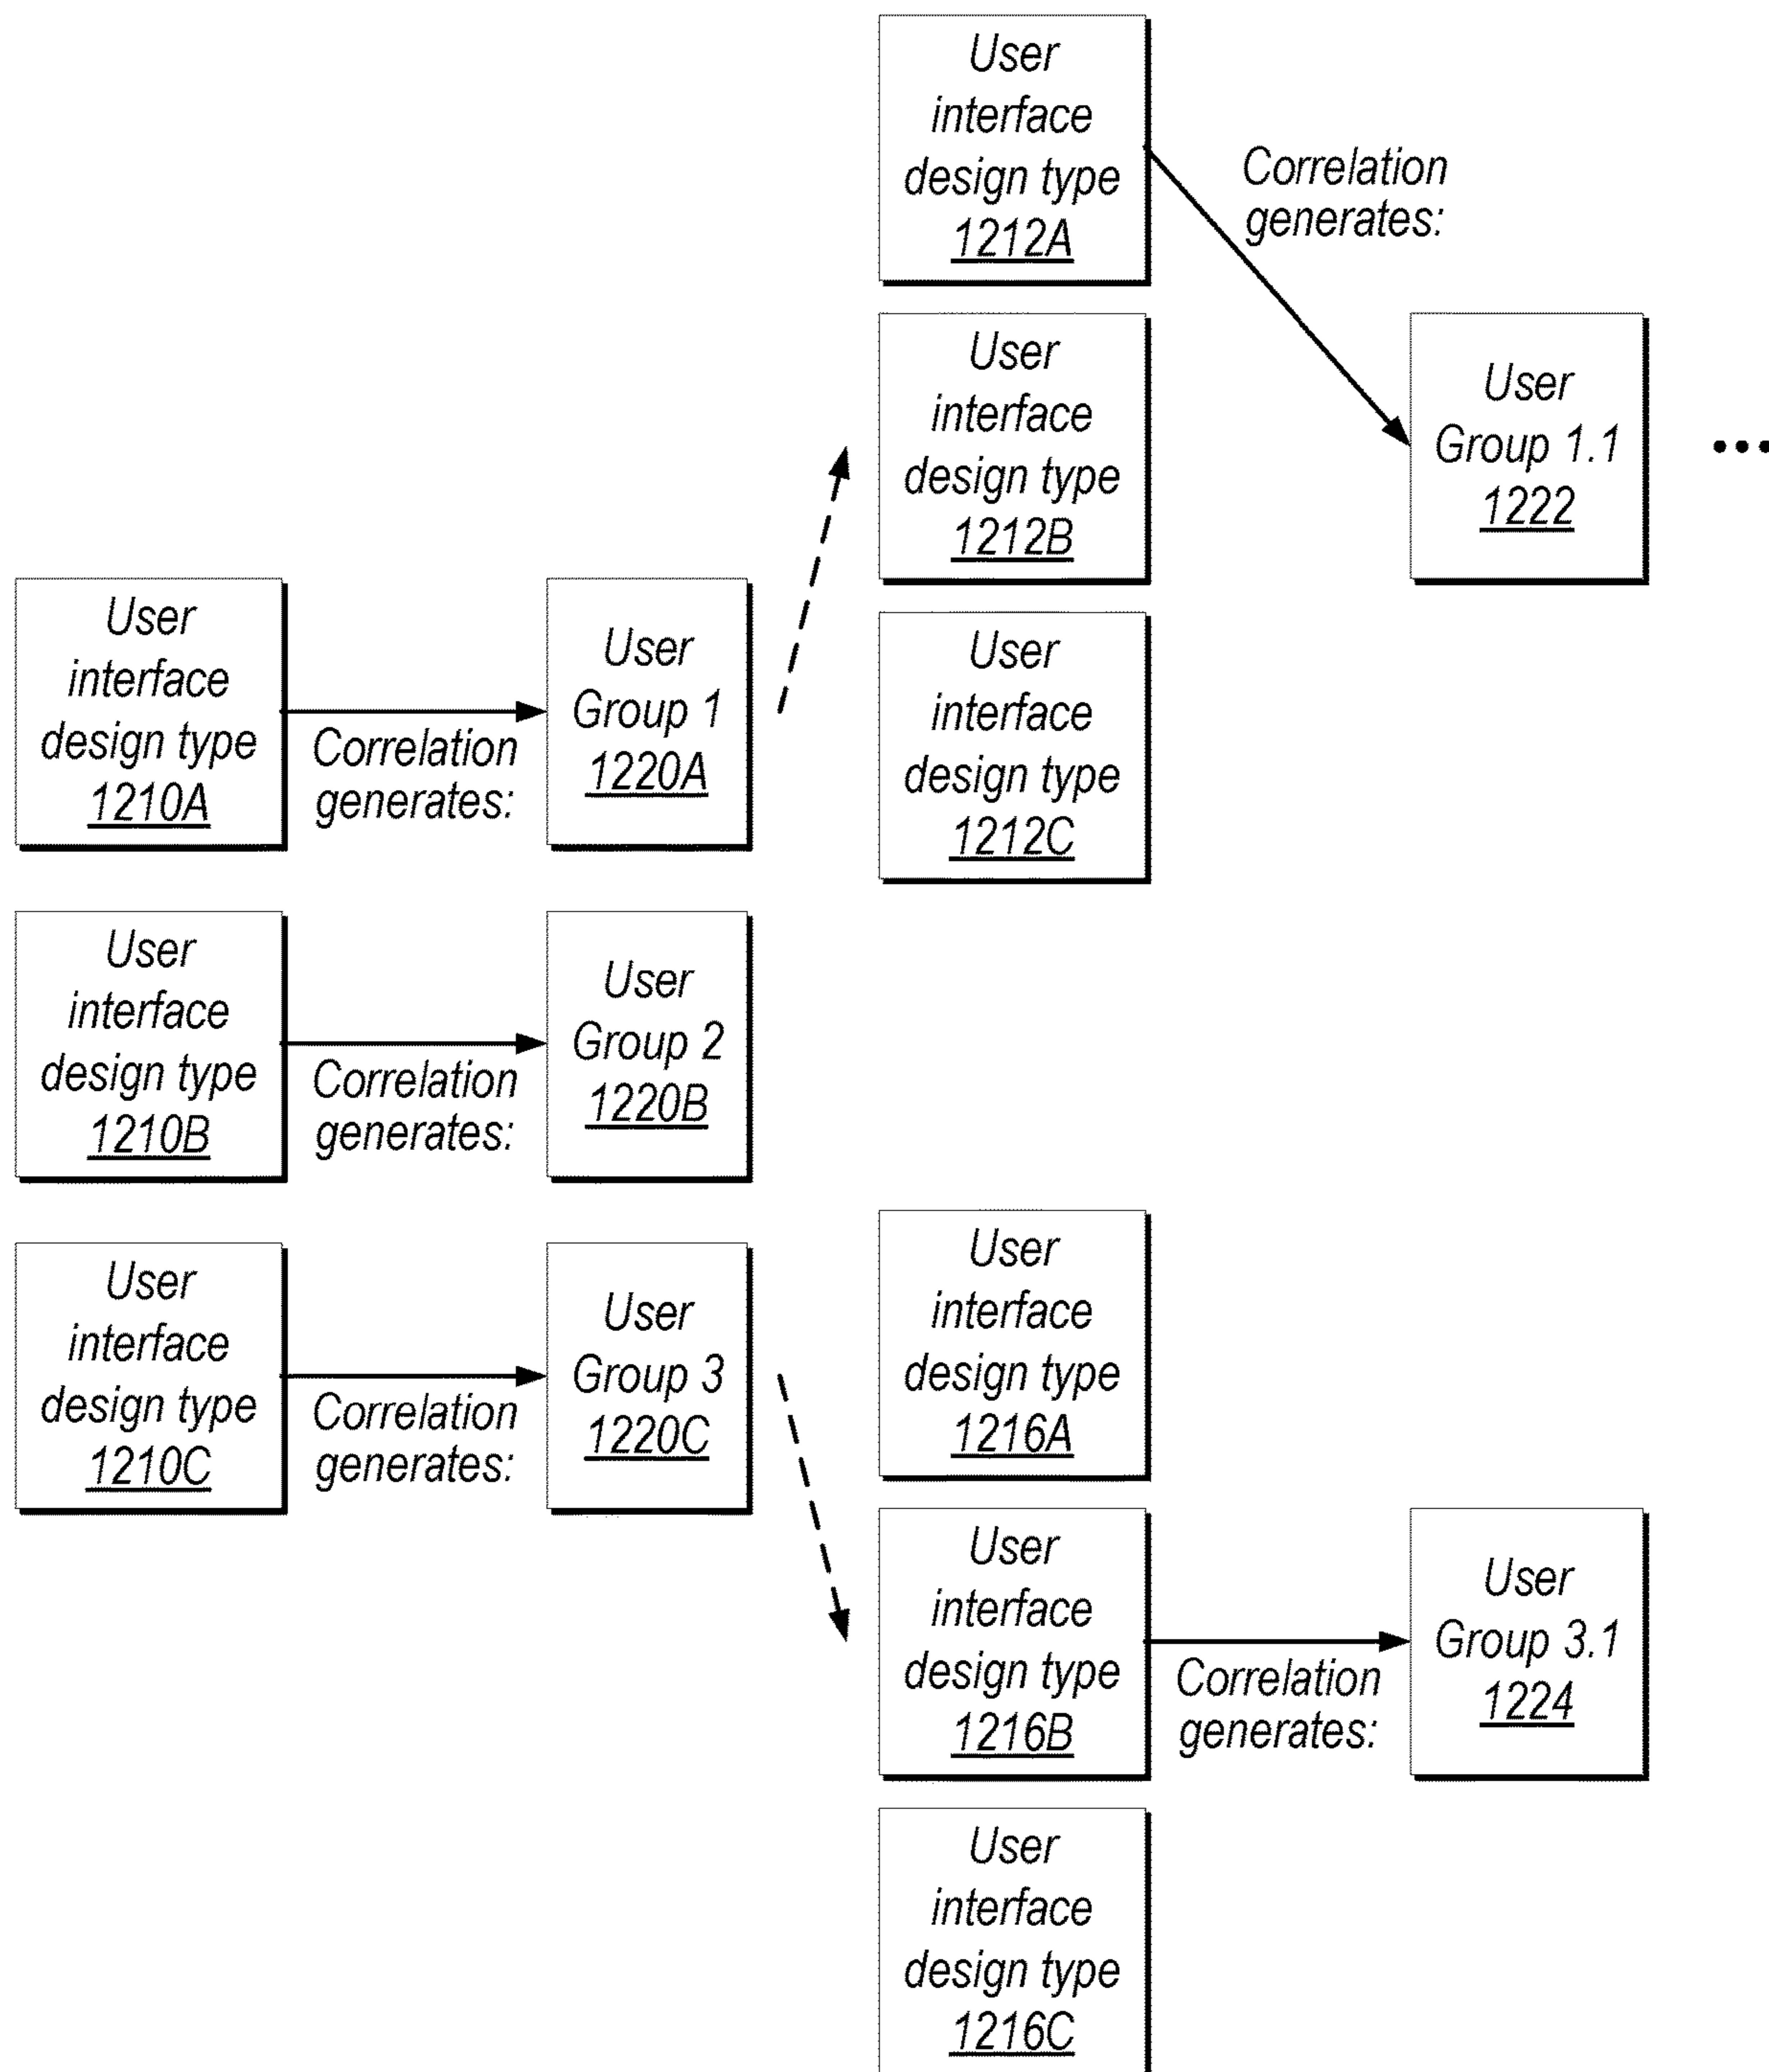 User
interface
design type
1212A
Correlation
generates:
User
interface
design type
1212B
User
Group 1.1
1222
...
User
interface
design type
1212C
User
interface
design type
1210A
Correlation
generates:
User
Group 1
1220A
User
interface
design type
1210B
Correlation
generates:
User
Group 2
1220B
User
interface
design type
1210C
Correlation
generates:
User
Group 3
1220C
User
interface
design type
1216A
User
interface
design type
1216B
Correlation
generates:
User
Group 3.1
1224
User
interface
design type
1216C